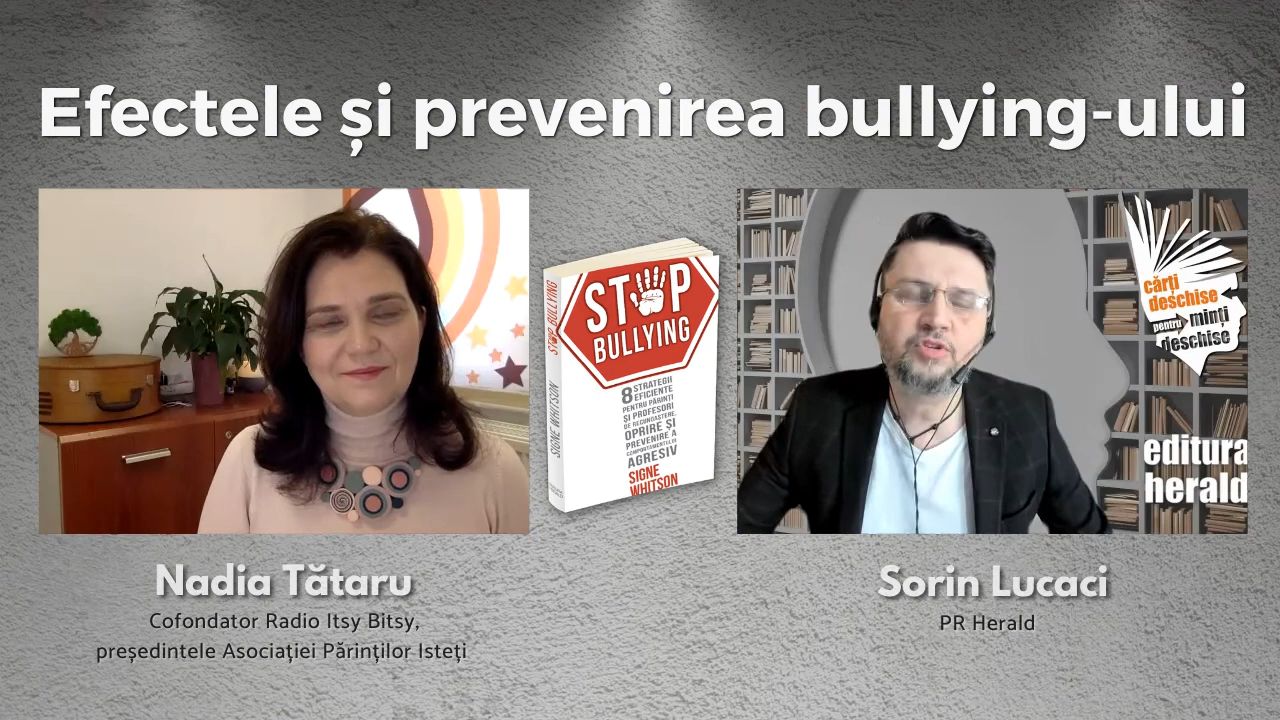 Efectele și prevenirea bullying-ului
STOP
BULLYING
8 STRATEGII
EFICIENTE
PENTRU PĂRINȚI
ȘI PROFESORI
DE RECUNOAȘTERE,
OPRIRE ȘI
PREVENIRE A
COMPORTAMENTULUI
AGRESIV
SIGNE
WHITSON
STOP BULLYING
SIGNE WHITSON
cărți
deschise
pentru minți
deschise
editura
herald
Nadia Tătaru
Cofondator Radio Itsy Bitsy,
președintele Asociației Părinților Isteți
Sorin Lucaci
PR Herald